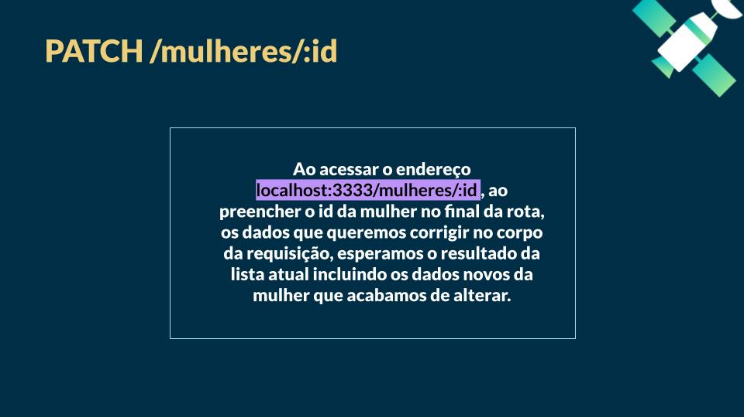 PATCH /mulheres/:id
Ao acessar o endereço
localhost:3333/mulheres/:id , ao
preencher o id da mulher no final da rota,
os dados que queremos corrigir no corpo
da requisição, esperamos o resultado da
lista atual incluindo os dados novos da
mulher que acabamos de alterar.